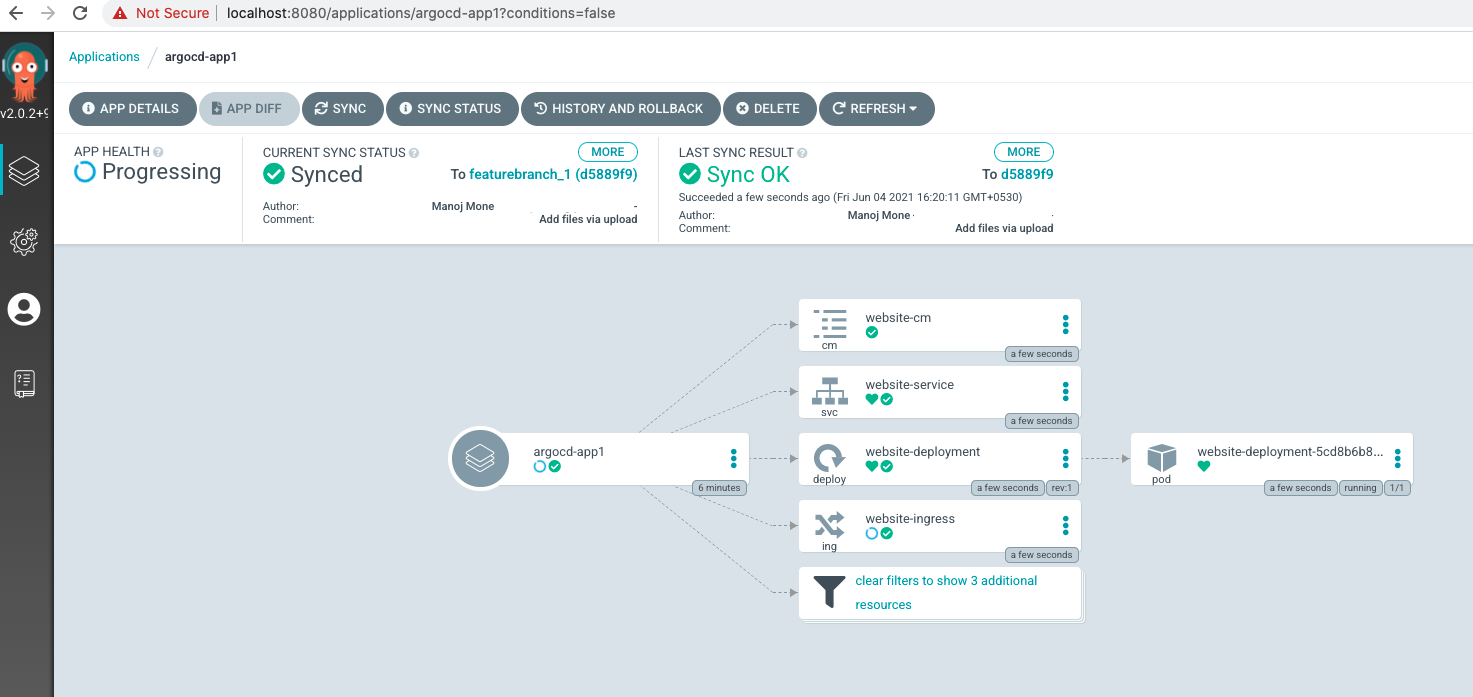 Not Secure localhost:8080/applications/argocd-app1?conditions=false
Applications / argocd-app1
v2.0.2+9
APP DETAILS APP DIFF SYNC SYNC STATUS HISTORY AND ROLLBACK DELETE REFRESH
APP HEALTH
Progressing
CURRENT SYNC STATUS MORE
Synced To featurebranch_1 (d5889f9)
Author: Manoj Mone -
Comment: Add files via upload
LAST SYNC RESULT MORE
Sync OK To d5889f9
Succeeded a few seconds ago (Fri Jun 04 2021 16:20:11 GMT+0530)
Author: Manoj Mone
Comment: Add files via upload
website-cm
cm
a few seconds
website-service
svc
a few seconds
argocd-app1
6 minutes
website-deployment
deploy
a few seconds rev:1
website-deployment-5cd8b6b8...
pod
a few seconds running 1/1
website-ingress
ing
a few seconds
clear filters to show 3 additional
resources